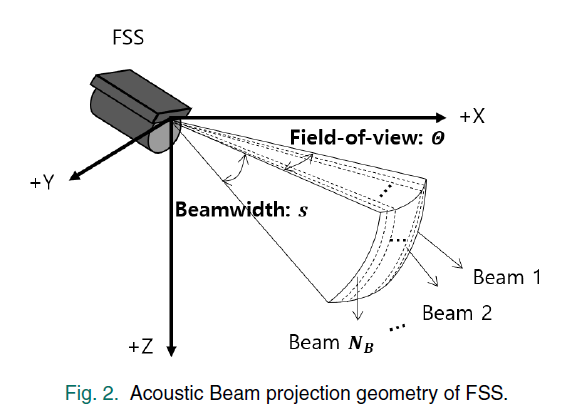 FSS
+X
Field-of-view: Θ
+Y
Beamwidth: s
Beam 1
Beam 2
...
Beam N_B
+Z
Fig. 2. Acoustic Beam projection geometry of FSS.